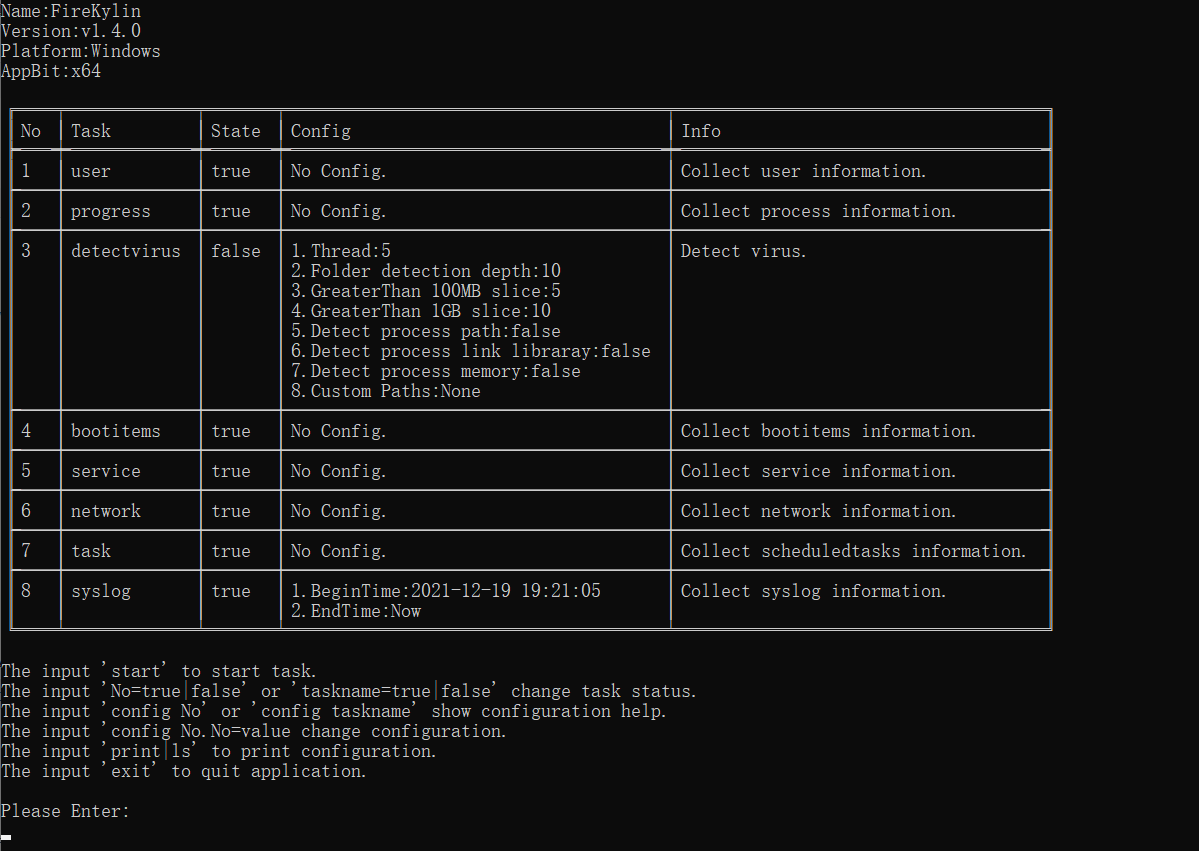 Name:FireKylin
Version:v1.4.0
Platform:Windows
AppBit:x64
No Task State Config Info
1 user true No Config. Collect user information.
2 progress true No Config. Collect process information.
3 detectvirus false 1.Thread:5 Detect virus.
2.Folder detection depth:10
3.GreaterThan 100MB slice:5
4.GreaterThan 1GB slice:10
5.Detect process path:false
6.Detect process link libraray:false
7.Detect process memory:false
8.Custom Paths:None
4 bootitems true No Config. Collect bootitems information.
5 service true No Config. Collect service information.
6 network true No Config. Collect network information.
7 task true No Config. Collect scheduledtasks information.
8 syslog true 1.BeginTime:2021-12-19 19:21:05 Collect syslog information.
2.EndTime:Now
The input 'start' to start task.
The input 'No=true|false' or 'taskname=true|false' change task status.
The input 'config No' or 'config taskname' show configuration help.
The input 'config No.No=value change configuration.
The input 'print|ls' to print configuration.
The input 'exit' to quit application.
Please Enter: